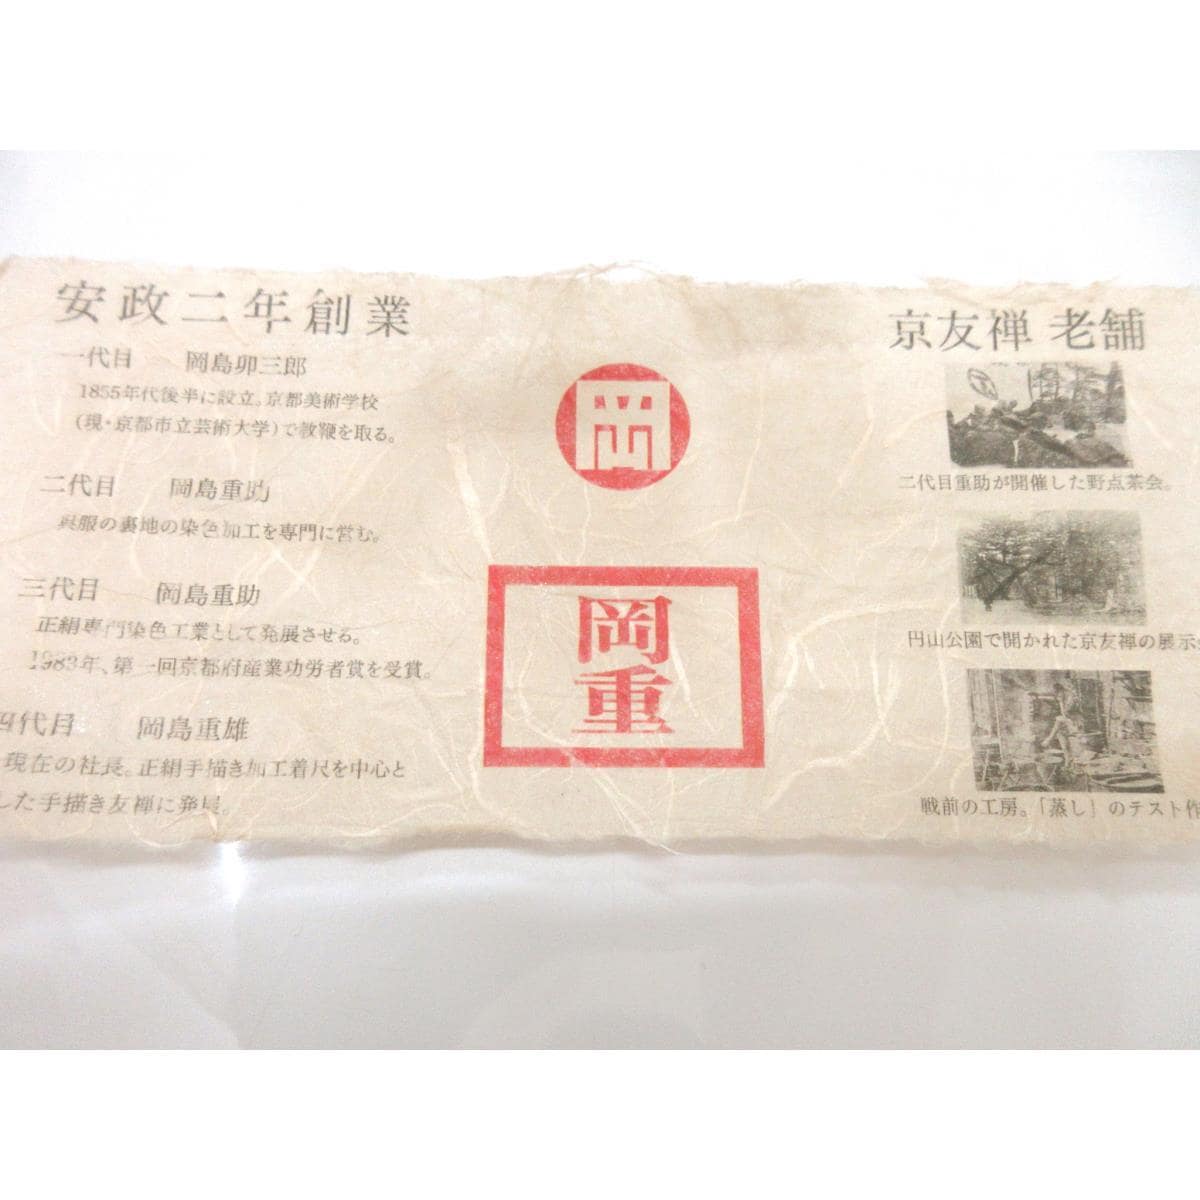 安政二年創業
一代目 岡島卯三郎
1855年代後半に設立。京都美術学校
(現・京都市立芸術大学)で教鞭を取る。
二代目 岡島重助
呉服の裏地の染色加工を専門に営む。
三代目 岡島重助
正絹専門染色工業として発展させる。
1983年、第一回京都府産業功労者賞を受賞。
四代目 岡島重雄
現在の社長。正絹手描き加工着尺を中心と
した手描き友禅に発展。
岡
岡重
京友禅 老舗
二代目重助が開催した野点茶会。
円山公園で開かれた京友禅の展示
戦前の工房。「蒸し」のテスト作